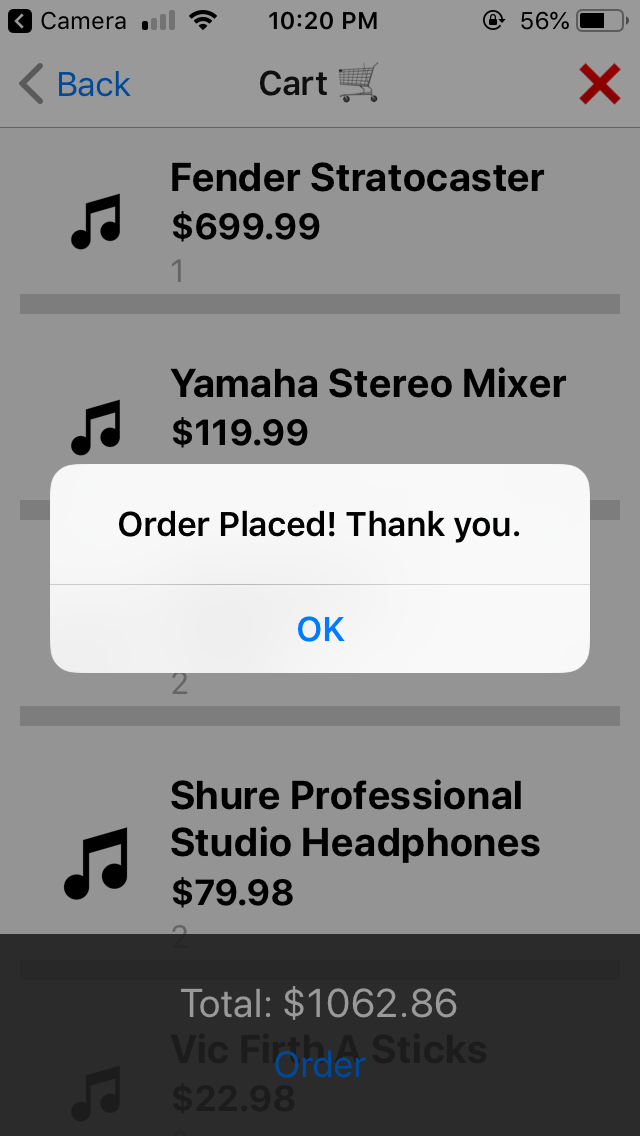 Camera 10:20 PM 56%
Back Cart
Fender Stratocaster
$699.99
1
Yamaha Stereo Mixer
$119.99
Order Placed! Thank you.
OK
2
Shure Professional
Studio Headphones
$79.98
2
Total: $1062.86
Vic Firth A Sticks
Order
$22.98